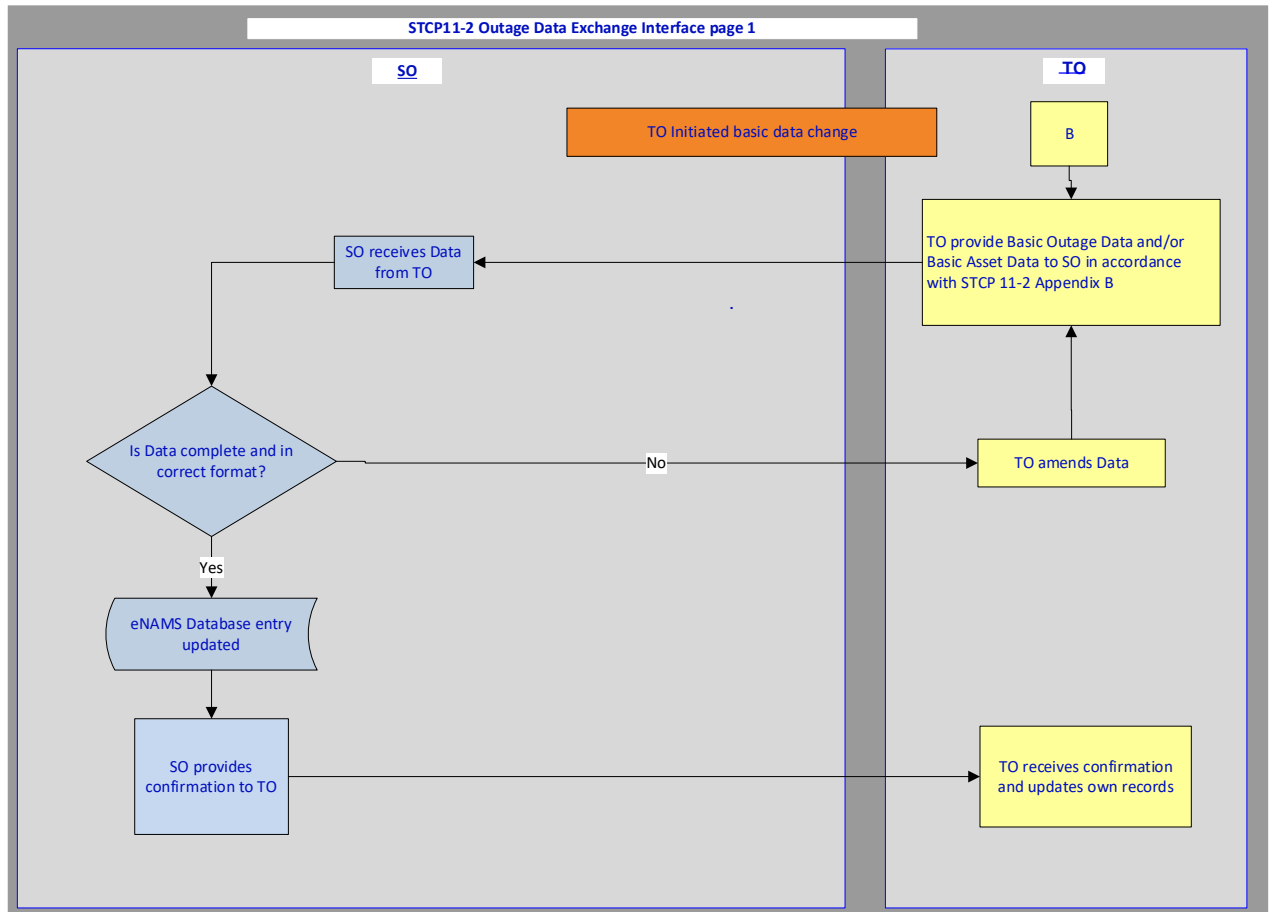 STCP11-2 Outage Data Exchange Interface page 1
SO
TO
TO Initiated basic data change
B
TO provide Basic Outage Data and/or
Basic Asset Data to SO in accordance
with STCP 11-2 Appendix B
SO receives Data
from TO
.
Is Data complete and in
correct format?
No
TO amends Data
Yes
eNAMS Database entry
updated
SO provides
confirmation to TO
TO receives confirmation
and updates own records